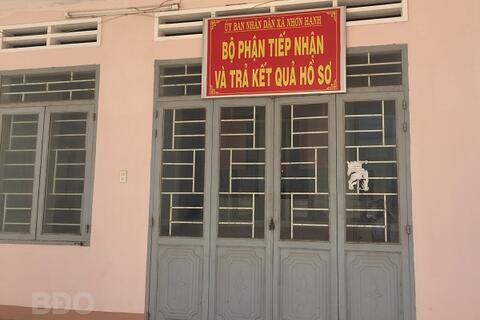 ỦY BAN NHÂN DÂN XÃ NHƠN HẠNH
BỘ PHẬN TIẾP NHẬN
VÀ TRẢ KẾT QUẢ HỒ SƠ
BĐO